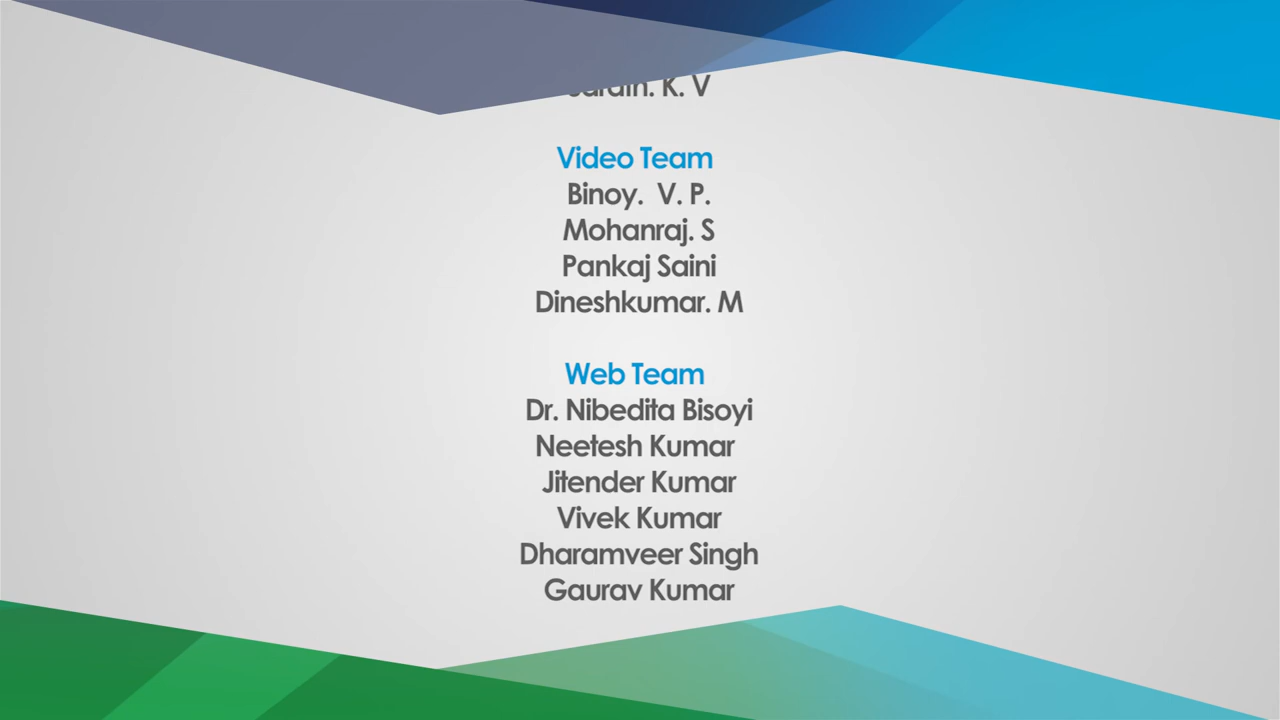 K. V
Video Team
Binoy.  V. P.
Mohanraj. S
Pankaj Saini
Dineshkumar. M
Web Team
Dr. Nibedita Bisoyi
Neetesh Kumar
Jitender Kumar
Vivek Kumar
Dharamveer Singh
Gaurav Kumar